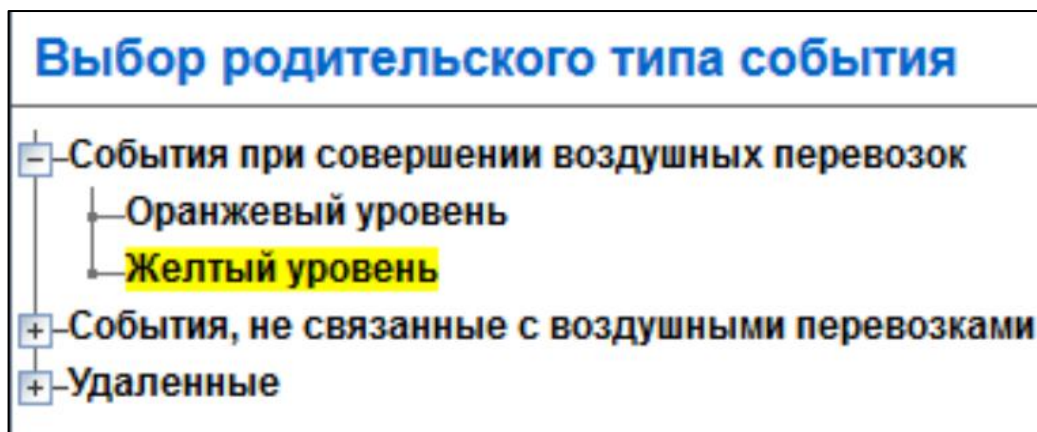 Выбор родительского типа события
События при совершении воздушных перевозок
Оранжевый уровень
Желтый уровень
События, не связанные с воздушными перевозками
Удаленные